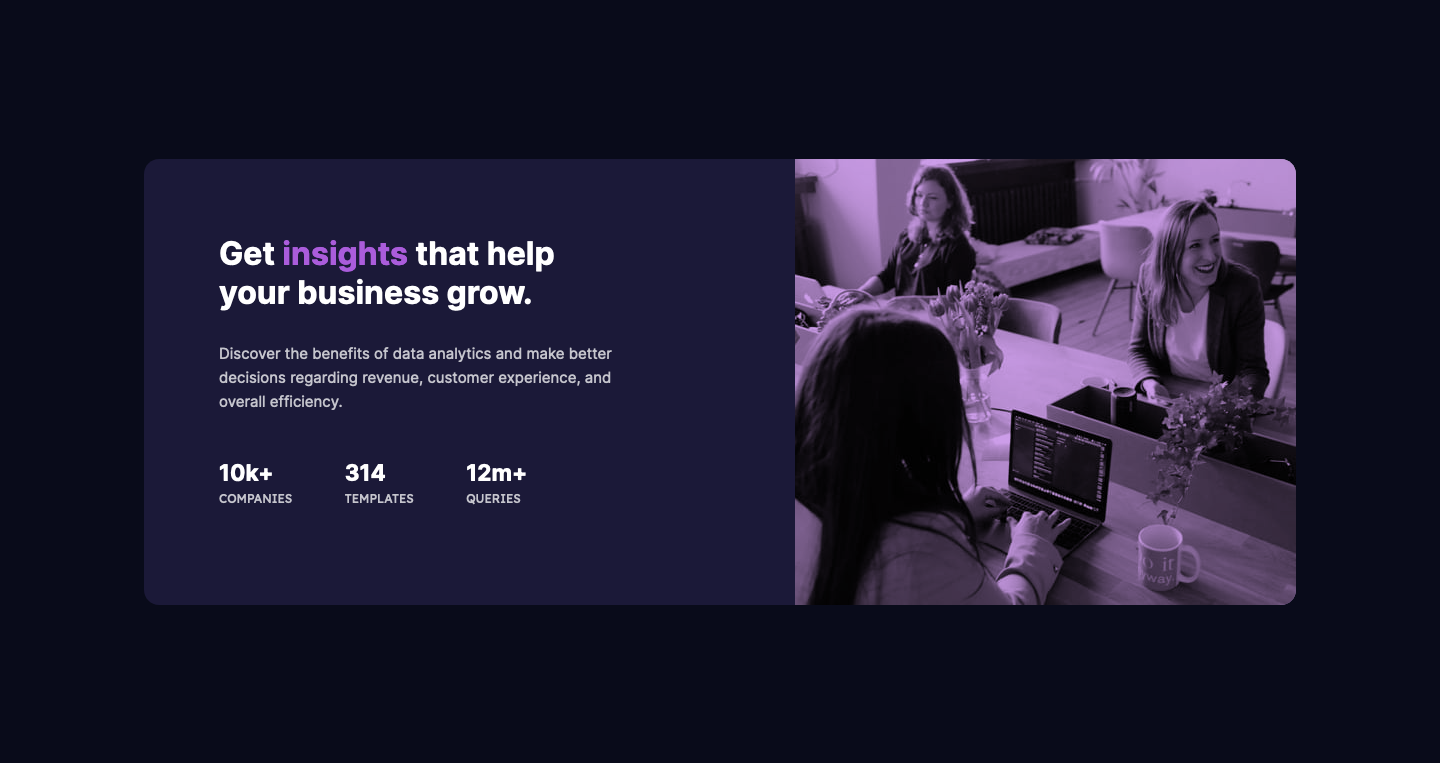 Get insights that help
your business grow.
Discover the benefits of data analytics and make better
decisions regarding revenue, customer experience, and
overall efficiency.
10k+ 314 12m+
COMPANIES TEMPLATES QUERIES